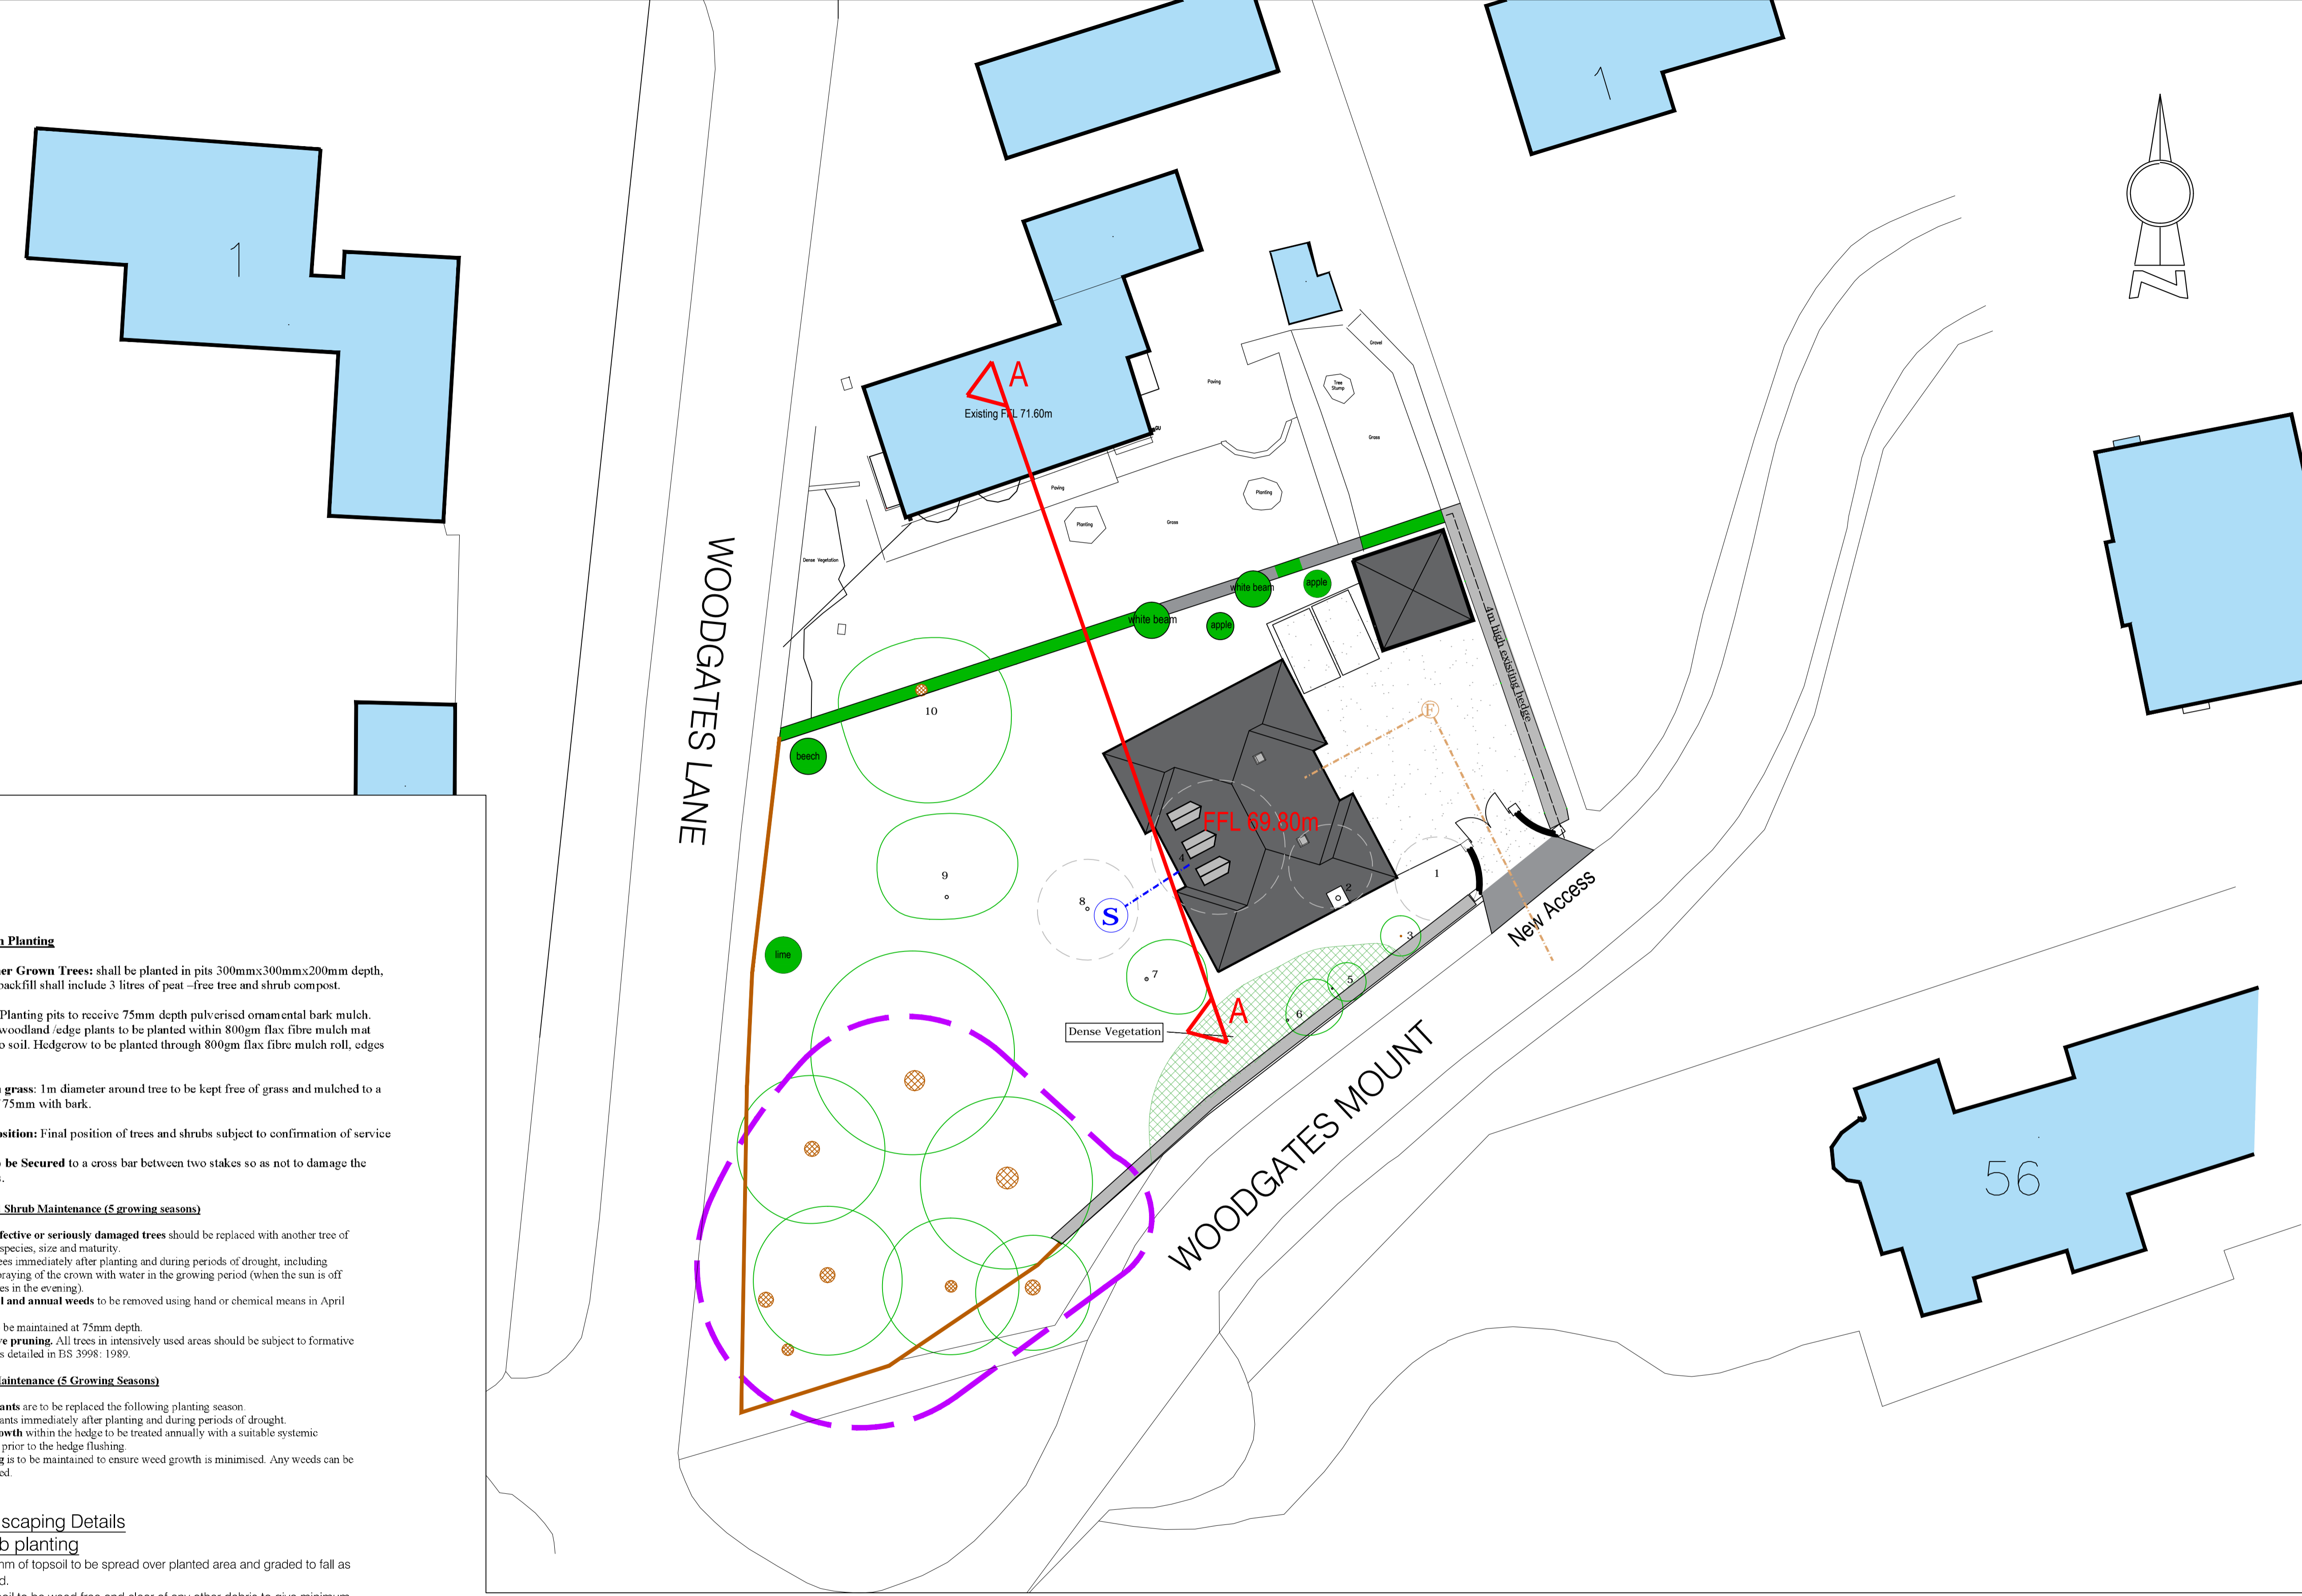 1
1
N
A
Existing FFL 71.60m
Gravel
Tree
Stump
Grass
Paving
GU
Paving
Planting
Planting
Grass
Dense Vegetation
WOODGATES LANE
white beam
white beam
apple
apple
4m high existing hedge
beech
10
F
FFL 69.80m
4
9
8
S
2
1
New Access
lime
7
3
5
6
A
Dense Vegetation
WOODGATES MOUNT
56
Planting
er Grown Trees: shall be planted in pits 300mmx300mmx200mm depth,
backfill shall include 3 litres of peat –free tree and shrub compost.
Planting pits to receive 75mm depth pulverised ornamental bark mulch.
woodland /edge plants to be planted within 800gm flax fibre mulch mat
o soil. Hedgerow to be planted through 800gm flax fibre mulch roll, edges
grass: 1m diameter around tree to be kept free of grass and mulched to a
75mm with bark.
osition: Final position of trees and shrubs subject to confirmation of service
be Secured to a cross bar between two stakes so as not to damage the
Shrub Maintenance (5 growing seasons)
fective or seriously damaged trees should be replaced with another tree of
species, size and maturity.
ees immediately after planting and during periods of drought, including
praying of the crown with water in the growing period (when the sun is off
es in the evening).
l and annual weeds to be removed using hand or chemical means in April
be maintained at 75mm depth.
ve pruning. All trees in intensively used areas should be subject to formative
s detailed in BS 3998: 1989.
aintenance (5 Growing Seasons)
ants are to be replaced the following planting season.
ants immediately after planting and during periods of drought.
owth within the hedge to be treated annually with a suitable systemic
prior to the hedge flushing.
g is to be maintained to ensure weed growth is minimised. Any weeds can be
ed.
scaping Details
b planting
nm of topsoil to be spread over planted area and graded to fall as
d.